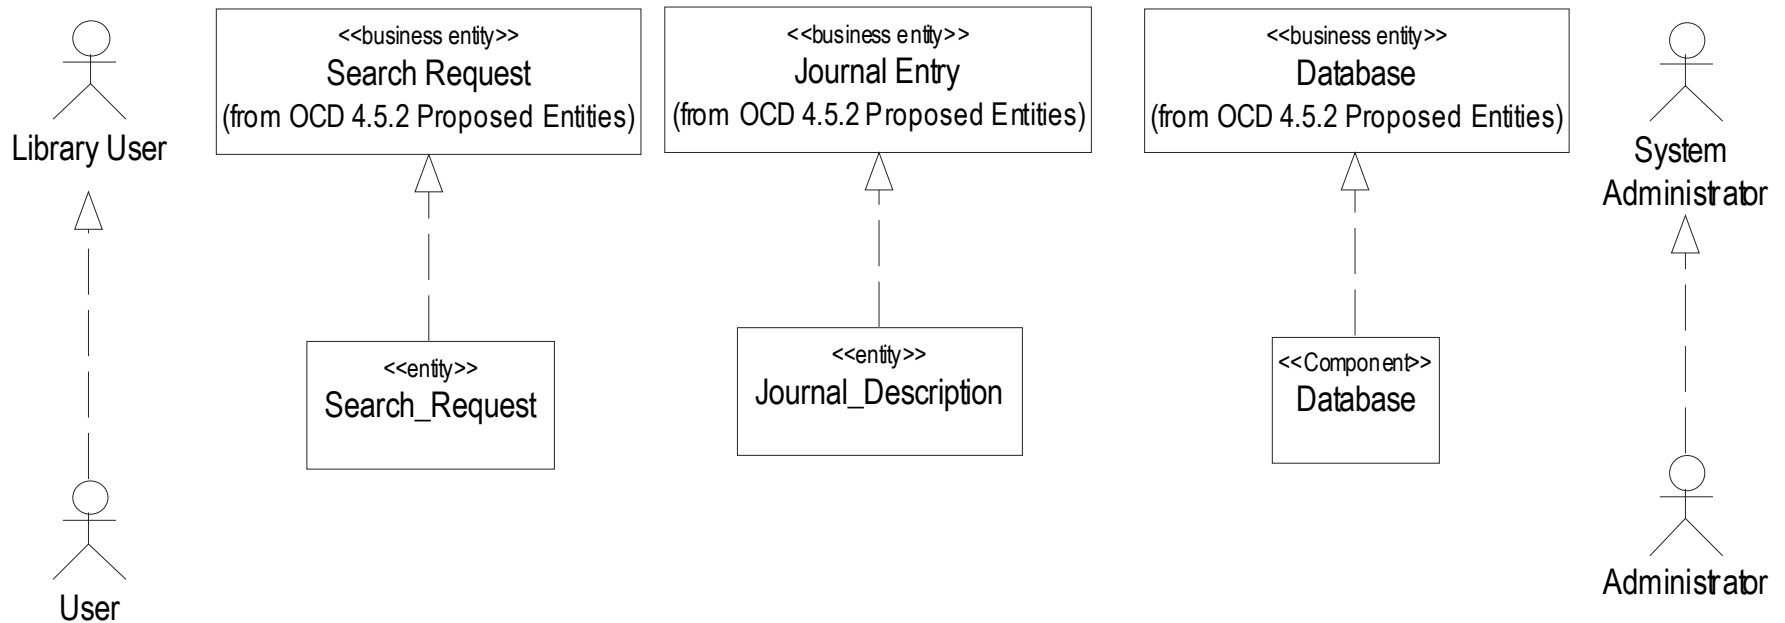 <<business entity>>
Search Request
(from OCD 4.5.2 Proposed Entities)
<<business entity>>
Journal Entry
(from OCD 4.5.2 Proposed Entities)
<<business entity>>
Database
(from OCD 4.5.2 Proposed Entities)
Library User
System
Administrator
<<entity>>
Search_Request
<<entity>>
Journal_Description
<<Component>>
Database
User
Administrator